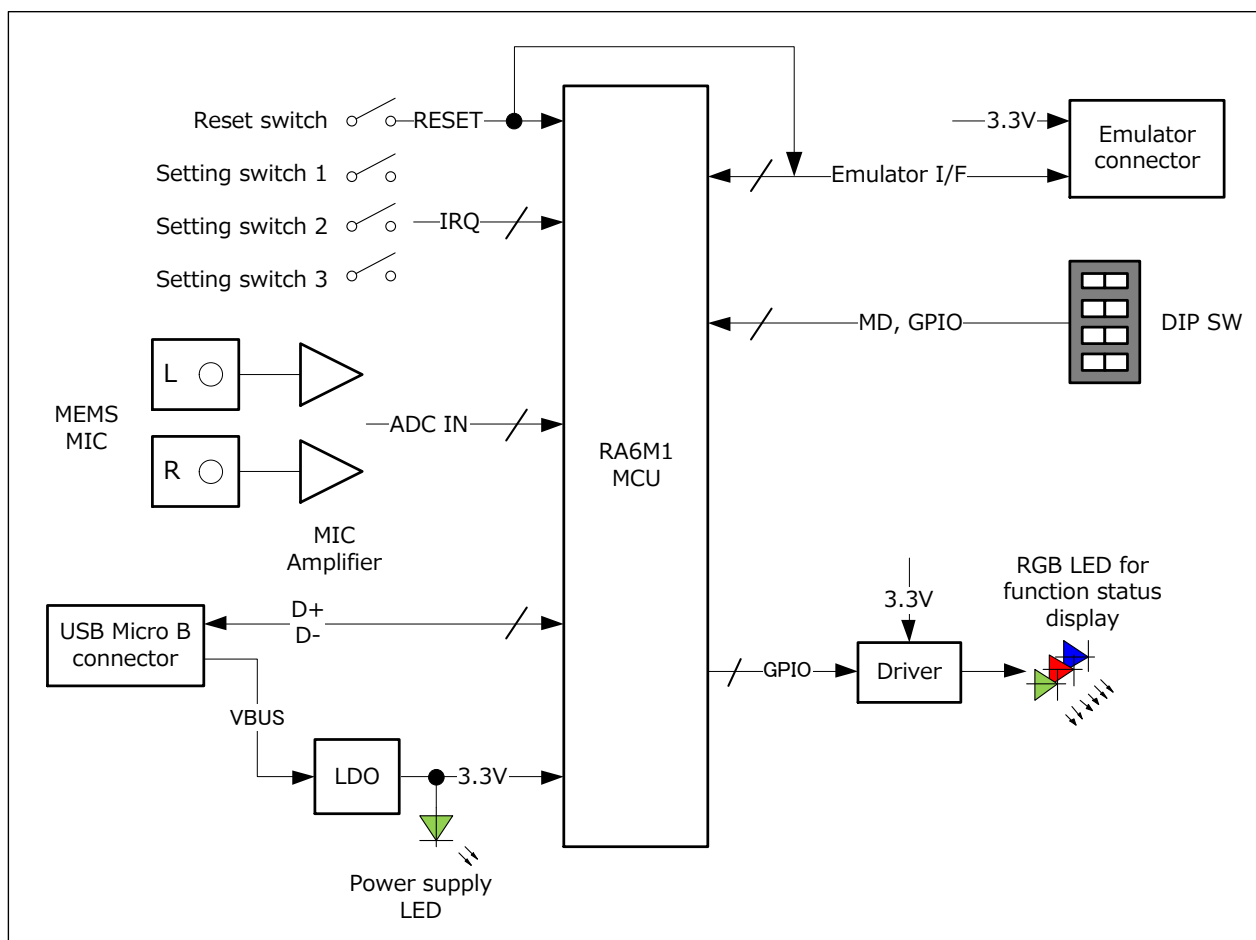 Reset switch
RESET
3.3V
Emulator
connector
Setting switch 1
Emulator I/F
Setting switch 2
IRQ
Setting switch 3
MD, GPIO
DIP SW
L
MEMS
MIC
ADC IN
R
RA6M1
MCU
MIC
Amplifier
RGB LED for
function status
display
3.3V
D+
D-
USB Micro B
connector
GPIO
Driver
VBUS
LDO
3.3V
Power supply
LED